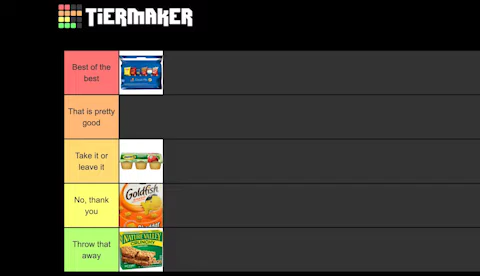 TIERMAKER
Best of the
best
That is pretty
good
Take it or
leave it
No, thank
you
Goldfish
Throw that
away
NATURE VALLEY
CRUNCHY